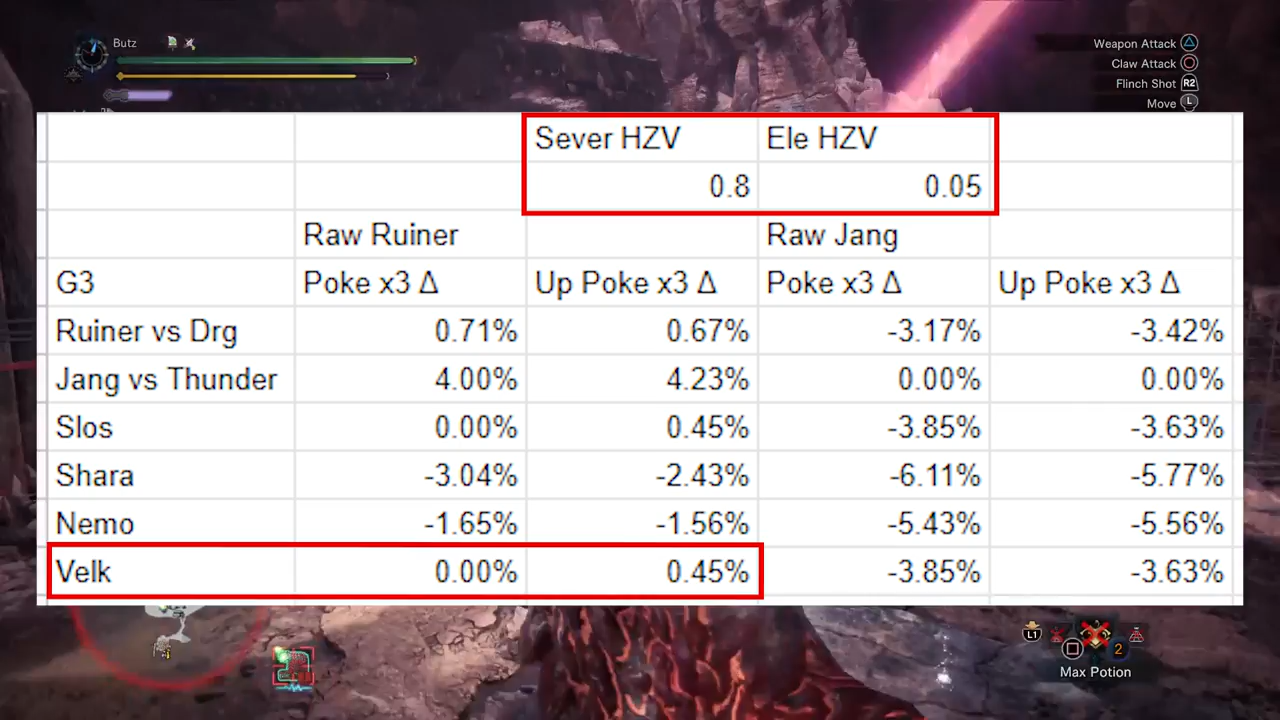 Butz
Weapon Attack
Claw Attack
Flinch Shot R2
Move L
Sever HZV Ele HZV
0.8 0.05
Raw Ruiner Raw Jang
G3 Poke x3 Δ Up Poke x3 Δ Poke x3 Δ Up Poke x3 Δ
Ruiner vs Drg 0.71% 0.67% -3.17% -3.42%
Jang vs Thunder 4.00% 4.23% 0.00% 0.00%
Slos 0.00% 0.45% -3.85% -3.63%
Shara -3.04% -2.43% -6.11% -5.77%
Nemo -1.65% -1.56% -5.43% -5.56%
Velk 0.00% 0.45% -3.85% -3.63%
L1
2
Max Potion